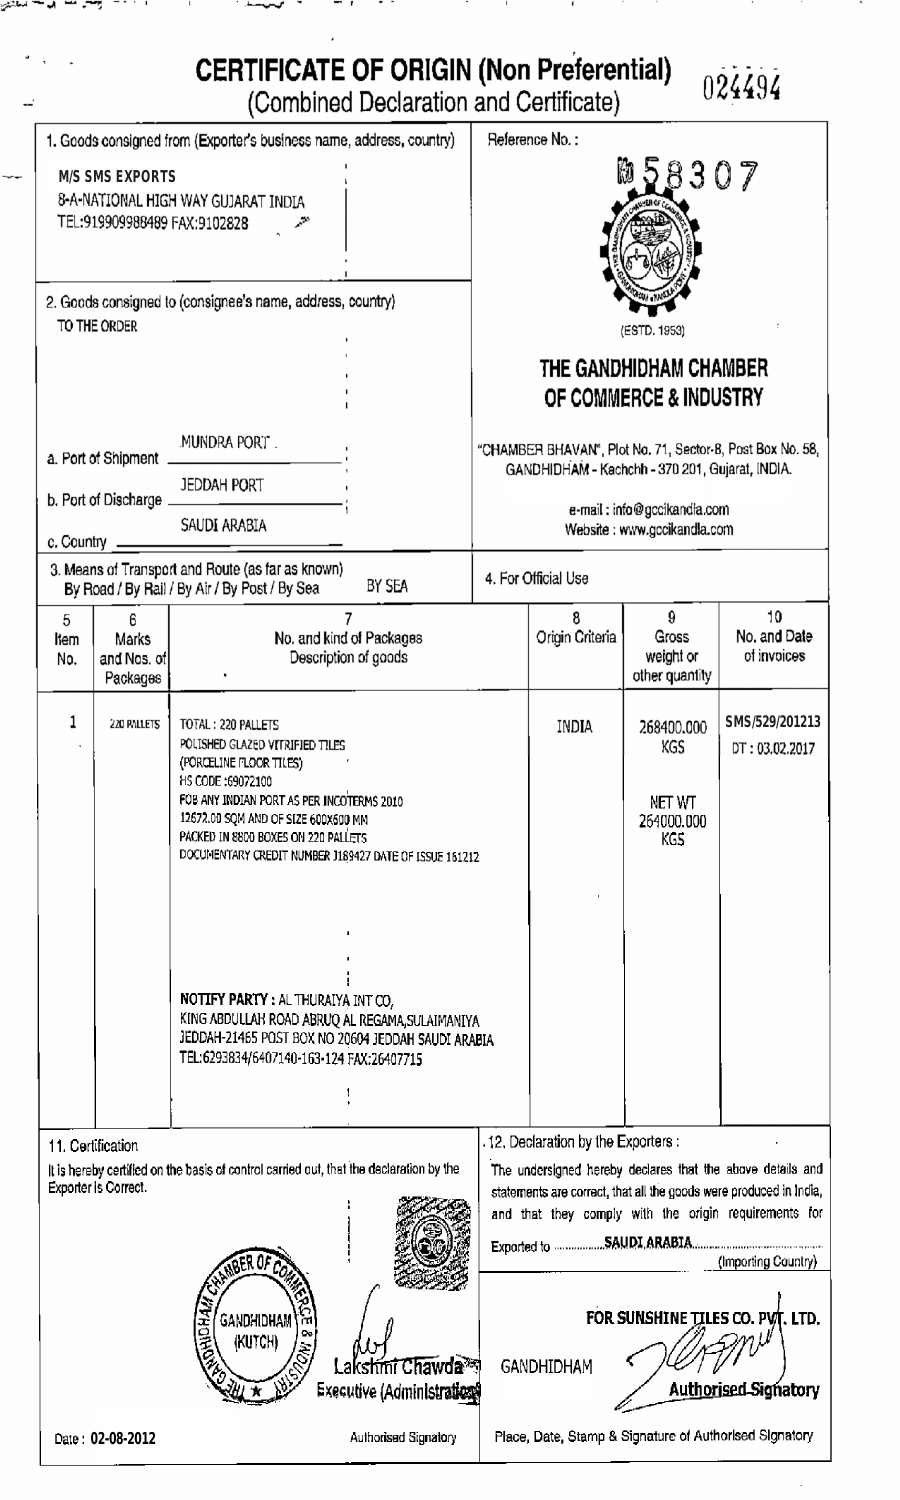 CERTIFICATE OF ORIGIN (Non Preferential)
(Combined Declaration and Certificate)
024494
1. Goods consigned from (Exporter's business name, address, country)
M/S SMS EXPORTS
8-A-NATIONAL HIGH WAY GUJARAT INDIA
TEL:919909988489 FAX:9102828
Reference No. :
No 58307
(ESTD. 1953)
THE GANDHIDHAM CHAMBER
OF COMMERCE & INDUSTRY
"CHAMBER BHAVAN", Plot No. 71, Sector-8, Post Box No. 58,
GANDHIDHAM - Kachchh - 370 201, Gujarat, INDIA.
e-mail : info@gccikandla.com
Website : www.gccikandla.com
2. Goods consigned to (consignee's name, address, country)
TO THE ORDER
a. Port of Shipment MUNDRA PORT
b. Port of Discharge JEDDAH PORT
c. Country SAUDI ARABIA
3. Means of Transport and Route (as far as known)
By Road / By Rail / By Air / By Post / By Sea BY SEA
4. For Official Use
5 Item No.
6 Marks and Nos. of Packages
7 No. and kind of Packages Description of goods
8 Origin Criteria
9 Gross weight or other quantity
10 No. and Date of invoices
1
220 PALLETS
TOTAL : 220 PALLETS
POLISHED GLAZED VITRIFIED TILES
(PORCELINE FLOOR TILES)
HS CODE :69072100
FOB ANY INDIAN PORT AS PER INCOTERMS 2010
12672.00 SQM AND OF SIZE 600X600 MM
PACKED IN 8800 BOXES ON 220 PALLETS
DOCUMENTARY CREDIT NUMBER J189427 DATE OF ISSUE 161212
INDIA
268400.000
KGS
NET WT
264000.000
KGS
SMS/529/201213
DT : 03.02.2017
NOTIFY PARTY : AL THURAIYA INT CO,
KING ABDULLAH ROAD ABRUQ AL REGAMA,SULAIMANIYA
JEDDAH-21465 POST BOX NO 20604 JEDDAH SAUDI ARABIA
TEL:6293834/6407140-163-124 FAX:26407715
11. Certification
It is hereby certified on the basis of control carried out, that the declaration by the
Exporter is Correct.
THE GANDHIDHAM CHAMBER OF COMMERCE & INDUSTRY
GANDHIDHAM
(KUTCH)
Lakshmi Chawda
Executive (Administration)
Date : 02-08-2012
Authorised Signatory
12. Declaration by the Exporters :
The undersigned hereby declares that the above details and
statements are correct, that all the goods were produced in India,
and that they comply with the origin requirements for
Exported to SAUDI ARABIA
(Importing Country)
FOR SUNSHINE TILES CO. PVT. LTD.
GANDHIDHAM
Authorised Signatory
Place, Date, Stamp & Signature of Authorised Signatory